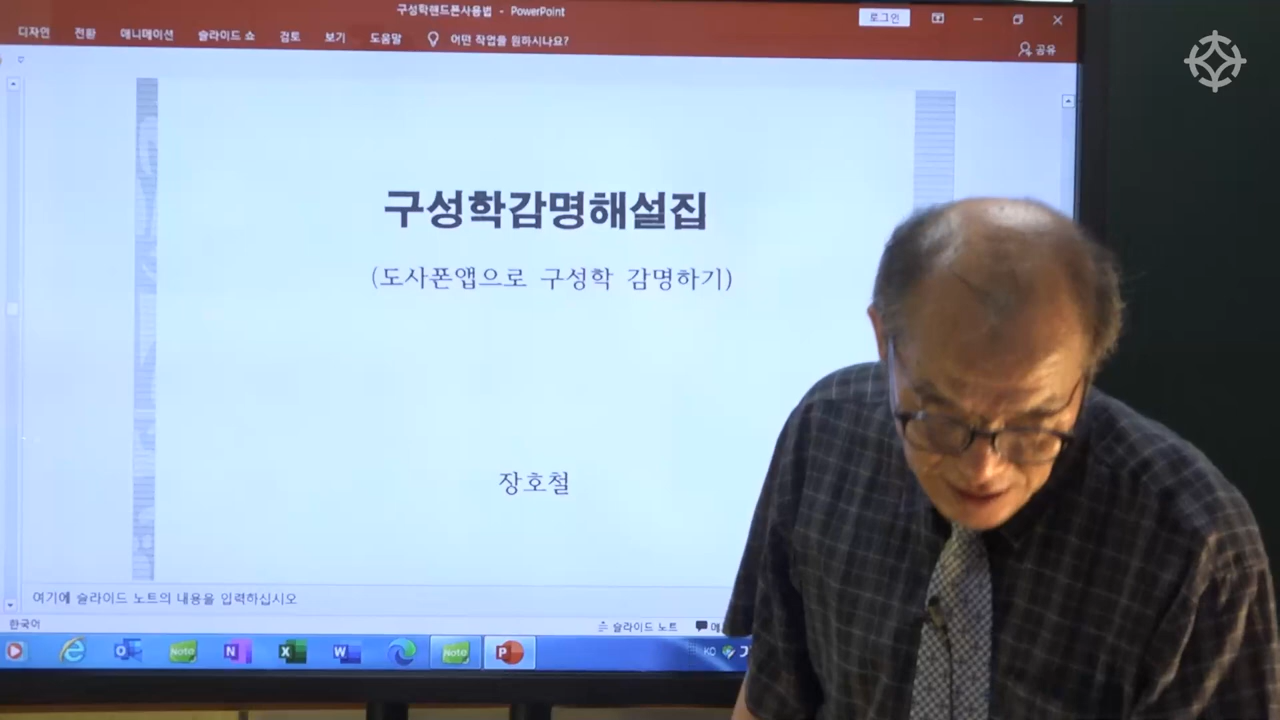 구성학핸드폰사용법 - PowerPoint
로그인
디자인 전환 애니메이션 슬라이드 쇼 검토 보기 도움말 어떤 작업을 원하시나요?
공유
구성학감명해설집
(도사폰앱으로 구성학 감명하기)
장호철
여기에 슬라이드 노트의 내용을 입력하십시오
한국어
슬라이드 노트
Note N X W Note P